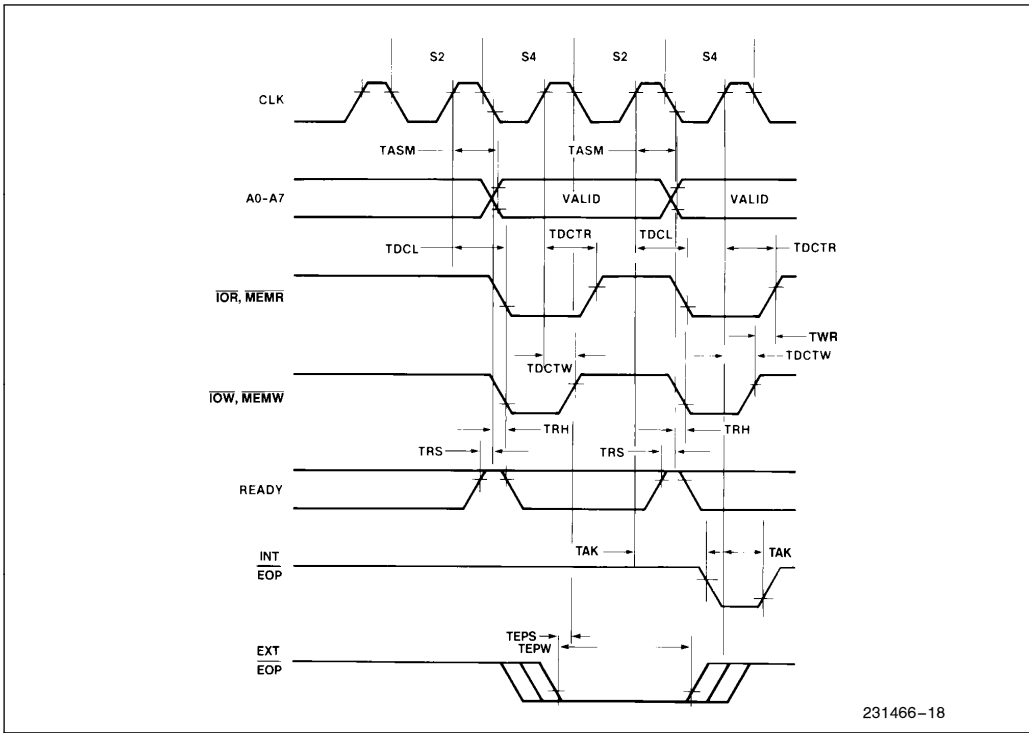 S2 S4 S2 S4
CLK
TASM TASM
A0-A7 VALID VALID
TDCL TDCTR TDCL TDCTR
IOR, MEMR
TWR
TDCTW TDCTW
IOW, MEMW
TRH TRH
TRS TRS
READY
TAK TAK
INT
EOP
TEPS
TEPW
EXT
EOP
231466-18